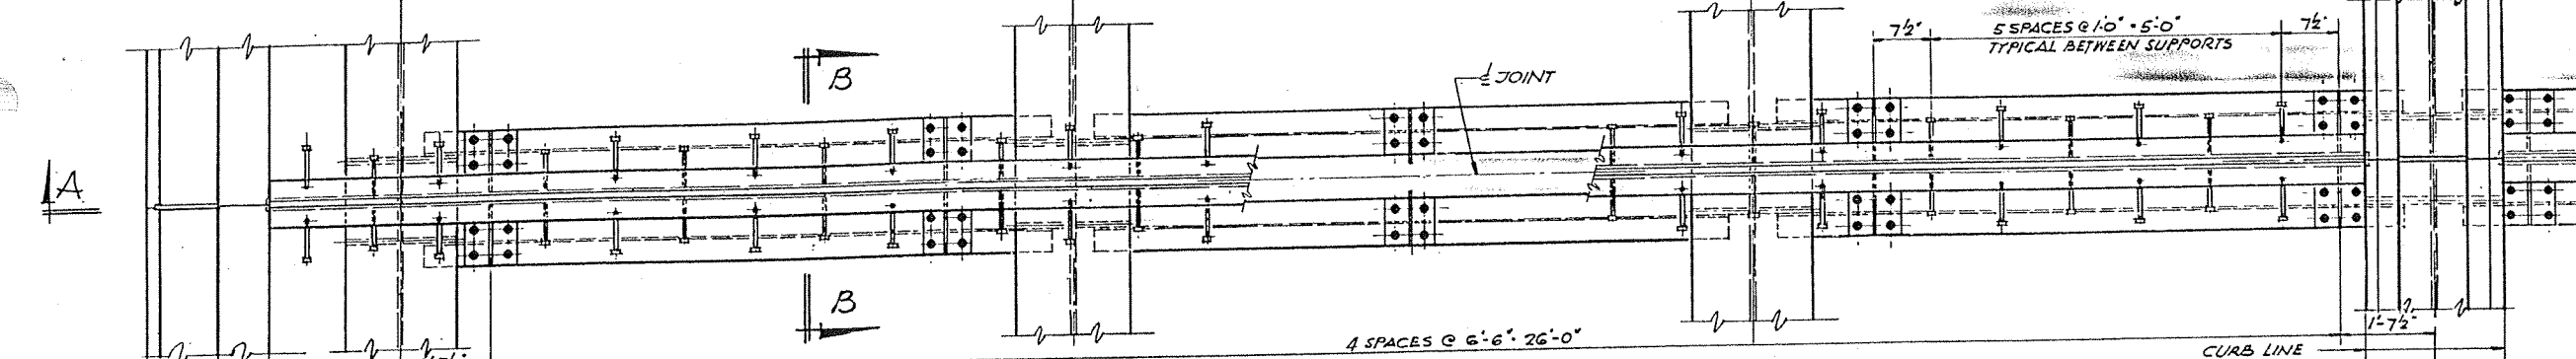 7½"
5 SPACES @ 1'-0" = 5'-0"
7½"
TYPICAL BETWEEN SUPPORTS
B
℄ JOINT
A
B
4 SPACES @ 6'-6" = 26'-0"
1'-7½"
CURB LINE